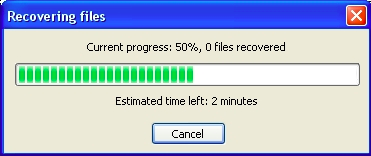 Recovering files
Current progress: 50%, 0 files recovered
Estimated time left: 2 minutes
Cancel